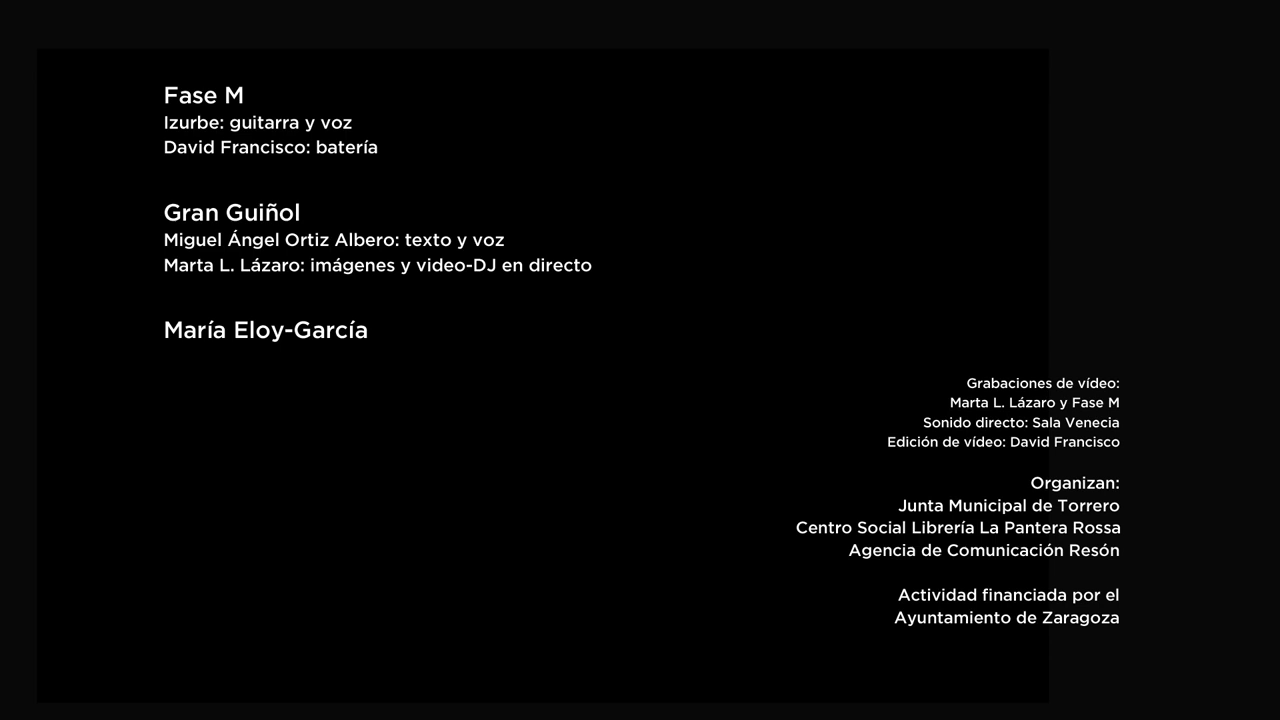 Fase M
Izurbe: guitarra y voz
David Francisco: batería
Gran Guiñol
Miguel Ángel Ortiz Albero: texto y voz
Marta L. Lázaro: imágenes y video-DJ en directo
María Eloy-García
Grabaciones de vídeo:
Marta L. Lázaro y Fase M
Sonido directo: Sala Venecia
Edición de vídeo: David Francisco
Organizan:
Junta Municipal de Torrero
Centro Social Librería La Pantera Rossa
Agencia de Comunicación Resón
Actividad financiada por el
Ayuntamiento de Zaragoza